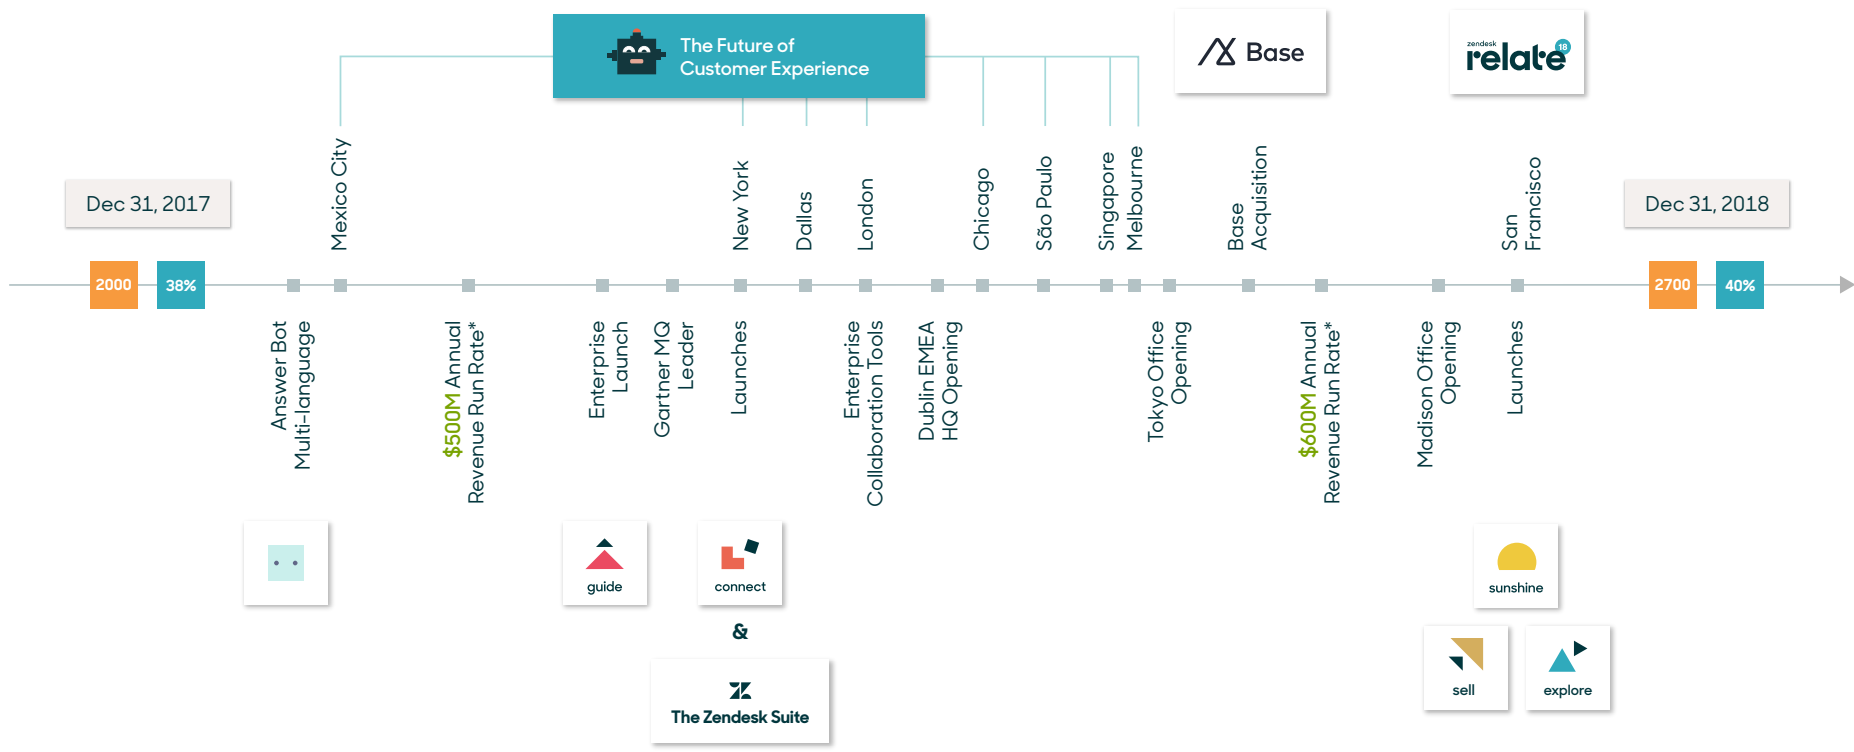 The Future of
Customer Experience
Base
zendesk
relate
18
Mexico City
New York
Dallas
London
Chicago
São Paulo
Singapore
Melbourne
Base
Acquisition
San
Francisco
Dec 31, 2017
Dec 31, 2018
2000
38%
2700
40%
Answer Bot
Multi-language
$500M Annual
Revenue Run Rate*
Enterprise
Launch
Gartner MQ
Leader
Launches
Enterprise
Collaboration Tools
Dublin EMEA
HQ Opening
Tokyo Office
Opening
$600M Annual
Revenue Run Rate*
Madison Office
Opening
Launches
guide
connect
&
The Zendesk Suite
sunshine
sell
explore